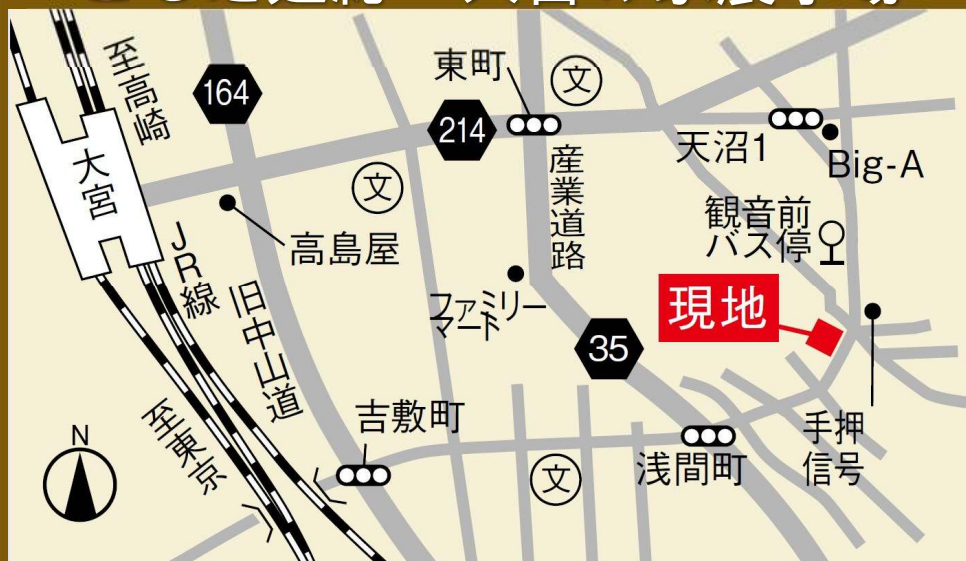 至高崎
164
東町
文
214
天沼1
Big-A
大宮
文
産業道路
観音前
バス停
高島屋
JR線
ファミリー
マート
現地
旧中山道
35
至東京
吉敷町
文
浅間町
手押
信号
N